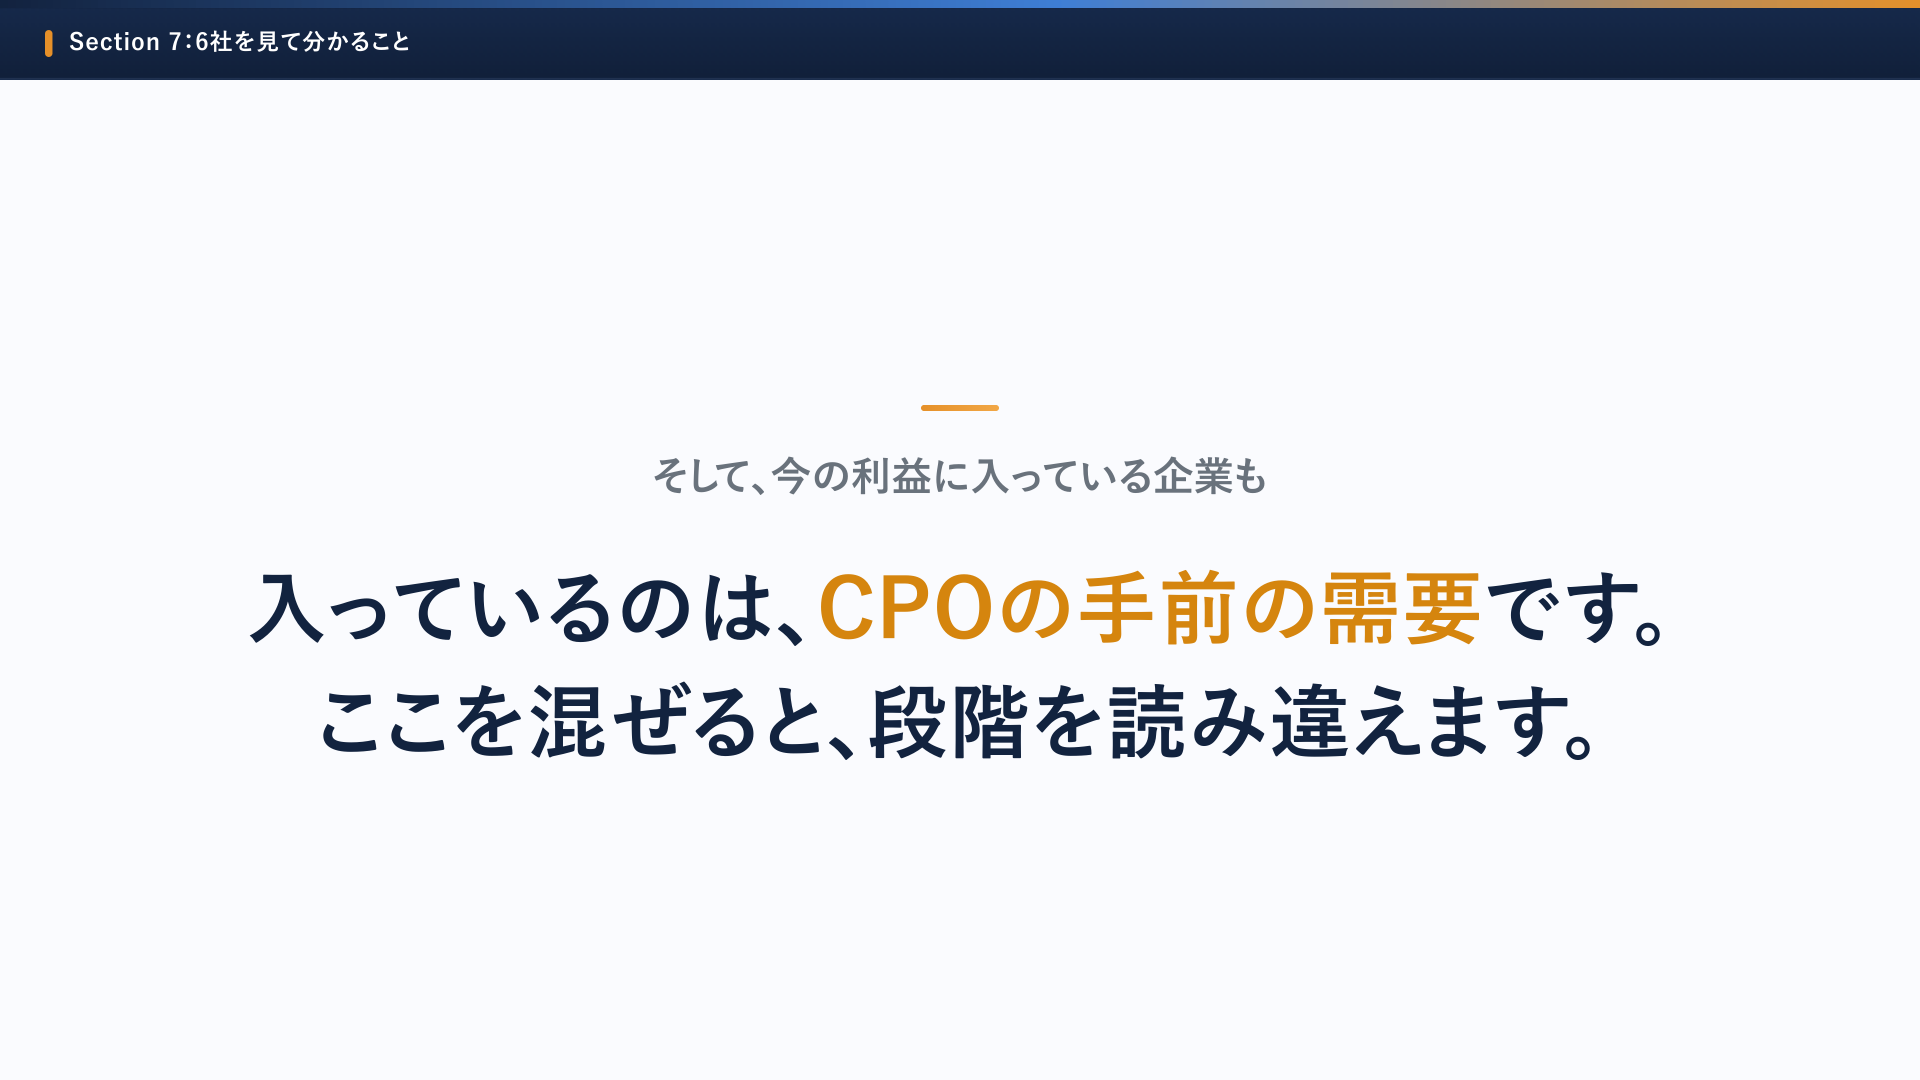 Section 7：6社を見て分かること
そして、今の利益に入っている企業も
入っているのは、CPOの手前の需要です。
ここを混ぜると、段階を読み違えます。